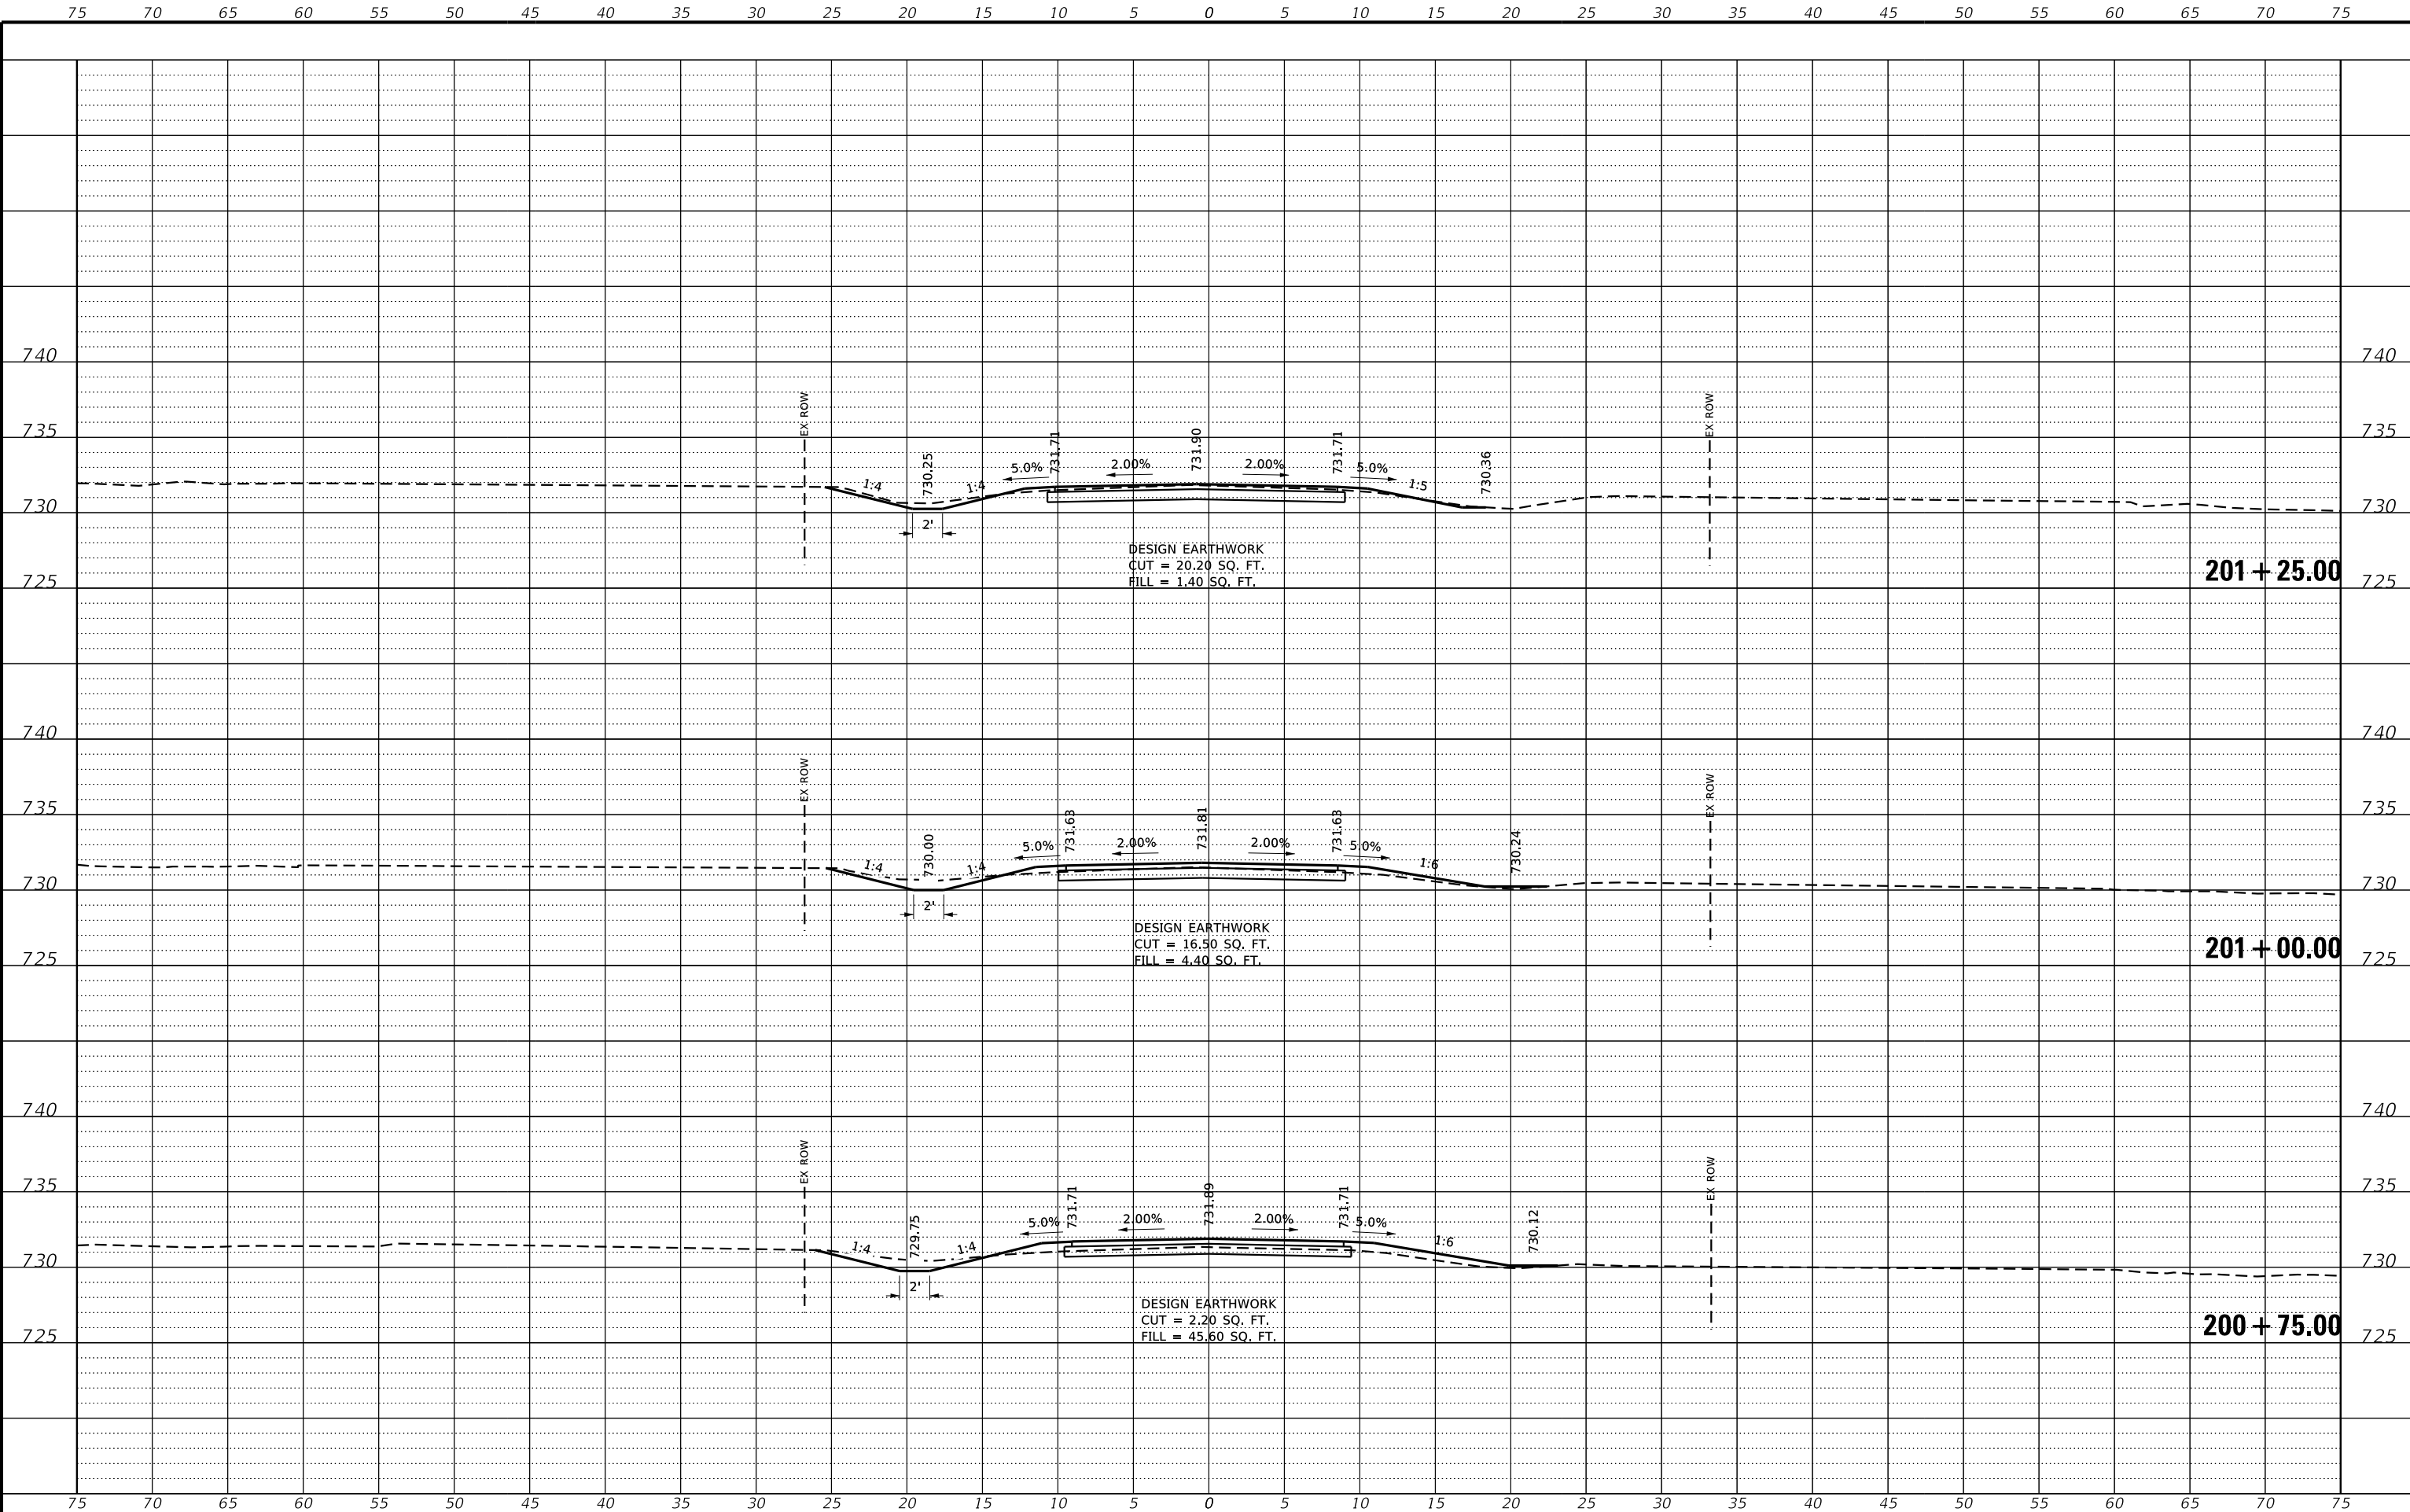 75 70 65 60 55 50 45 40 35 30 25 20 15 10 5 0 5 10 15 20 25 30 35 40 45 50 55 60 65 70 75
740 740
EX ROW EX ROW
735 735
730.25 731.71 731.90 731.71 730.36
1:4 1:4 5.0% 2.00% 2.00% 5.0% 1:5
730 730
2'
DESIGN EARTHWORK
CUT = 20.20 SQ. FT.
FILL = 1.40 SQ. FT.
201+25.00
725 725
740 740
EX ROW EX ROW
735 735
730.00 731.63 731.81 731.63 730.24
1:4 1:4 5.0% 2.00% 2.00% 5.0% 1:6
730 730
2'
DESIGN EARTHWORK
CUT = 16.50 SQ. FT.
FILL = 4.40 SQ. FT.
201+00.00
725 725
740 740
EX ROW EX ROW
735 735
729.75 731.71 731.89 731.71 730.12
1:4 1:4 5.0% 2.00% 2.00% 5.0% 1:6
730 730
2'
DESIGN EARTHWORK
CUT = 2.20 SQ. FT.
FILL = 45.60 SQ. FT.
200+75.00
725 725
75 70 65 60 55 50 45 40 35 30 25 20 15 10 5 0 5 10 15 20 25 30 35 40 45 50 55 60 65 70 75